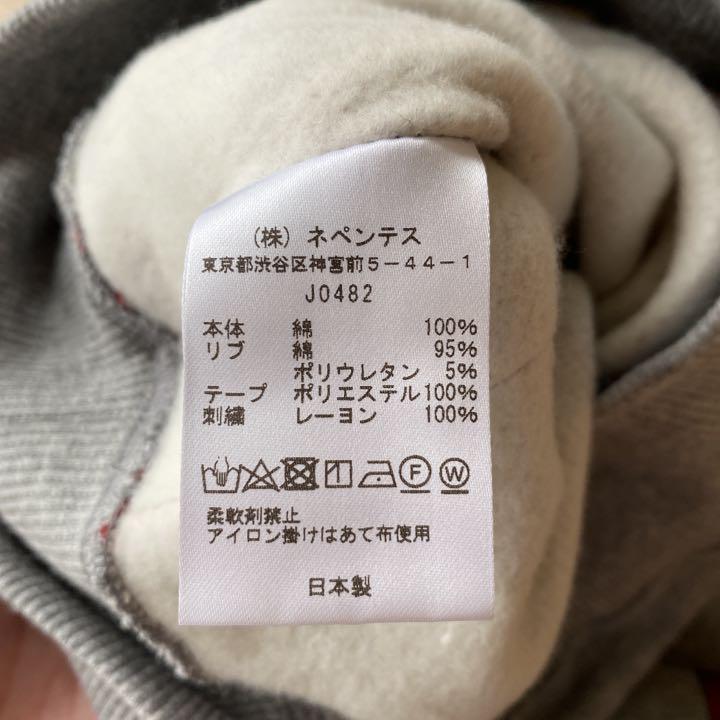 (株) ネペンテス
東京都渋谷区神宮前5-44-1
J0482
本体 綿 100%
リブ 綿 95%
ポリウレタン 5%
テープ ポリエステル100%
刺繍 レーヨン 100%
F W
柔軟剤禁止
アイロン掛けはあて布使用
日本製